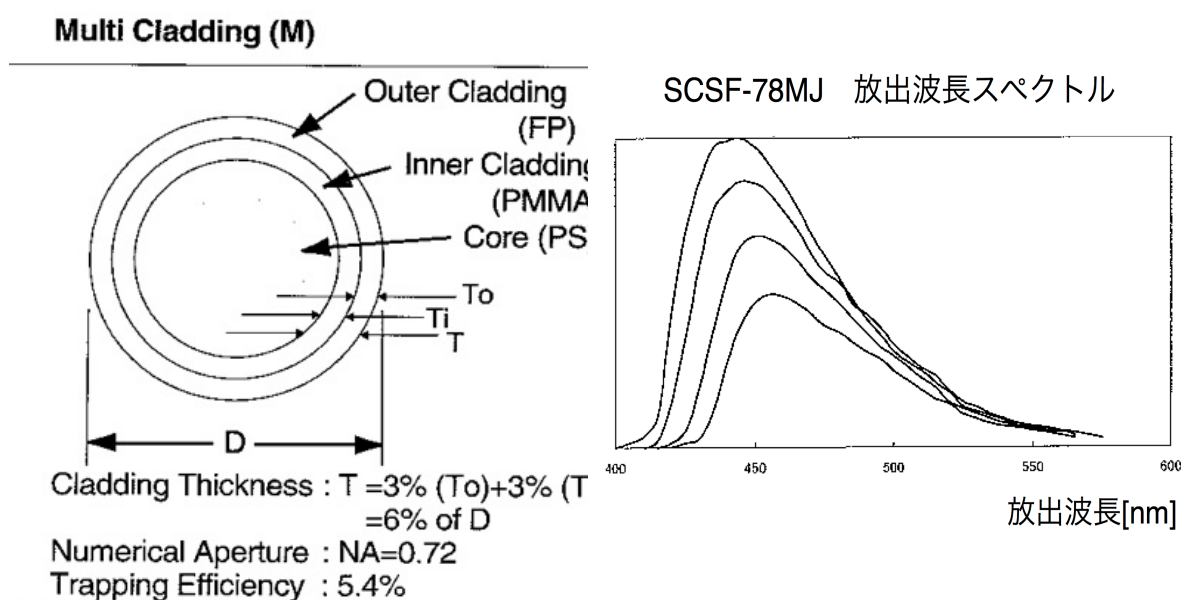 Multi Cladding (M)
Outer Cladding
(FP)
Inner Cladding
(PMMA
Core (PS
To
Ti
T
D
Cladding Thickness : T =3% (To)+3% (T
=6% of D
Numerical Aperture : NA=0.72
Trapping Efficiency : 5.4%
SCSF-78MJ 放出波長スペクトル
400 450 500 550 600
放出波長[nm]